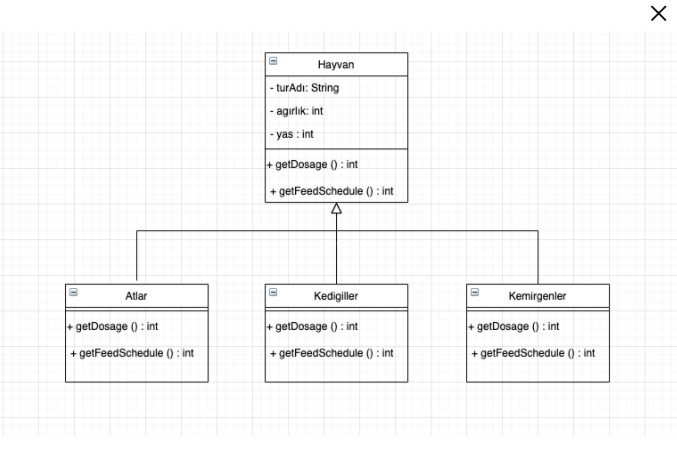 Hayvan
- turAdı: String
- agırlık: int
- yas : int
+ getDosage () : int
+ getFeedSchedule () : int
Atlar
+ getDosage () : int
+ getFeedSchedule () : int
Kedigiller
+ getDosage () : int
+ getFeedSchedule () : int
Kemirgenler
+ getDosage () : int
+ getFeedSchedule () : int